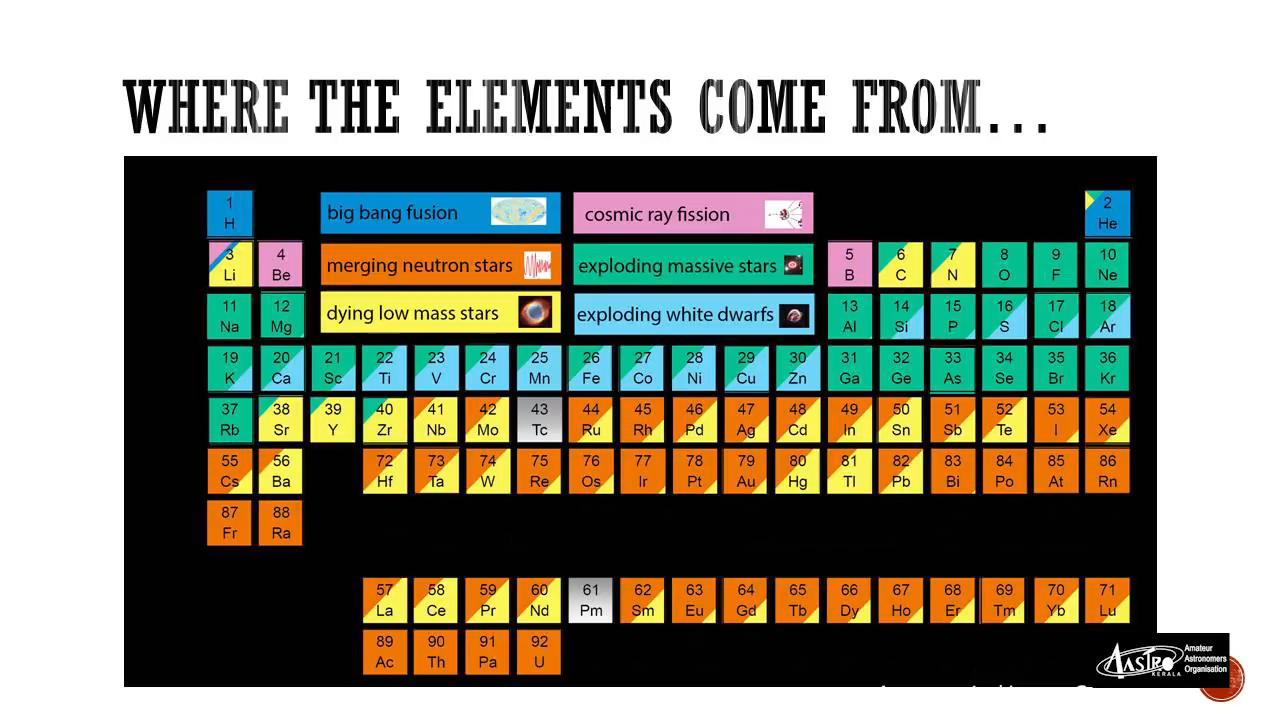 WHERE THE ELEMENTS COME FROM...
1 2
H big bang fusion cosmic ray fission He
3 4 merging neutron stars exploding massive stars 5 6 7 8 9 10
Li Be B C N O F Ne
11 12 dying low mass stars exploding white dwarfs 13 14 15 16 17 18
Na Mg Al Si P S Cl Ar
19 20 21 22 23 24 25 26 27 28 29 30 31 32 33 34 35 36
K Ca Sc Ti V Cr Mn Fe Co Ni Cu Zn Ga Ge As Se Br Kr
37 38 39 40 41 42 43 44 45 46 47 48 49 50 51 52 53 54
Rb Sr Y Zr Nb Mo Tc Ru Rh Pd Ag Cd In Sn Sb Te I Xe
55 56 72 73 74 75 76 77 78 79 80 81 82 83 84 85 86
Cs Ba Hf Ta W Re Os Ir Pt Au Hg Tl Pb Bi Po At Rn
87 88
Fr Ra
57 58 59 60 61 62 63 64 65 66 67 68 69 70 71
La Ce Pr Nd Pm Sm Eu Gd Tb Dy Ho Er Tm Yb Lu
89 90 91 92
Ac Th Pa U
AASTRO
KERALA
Amateur
Astronomers
Organisation